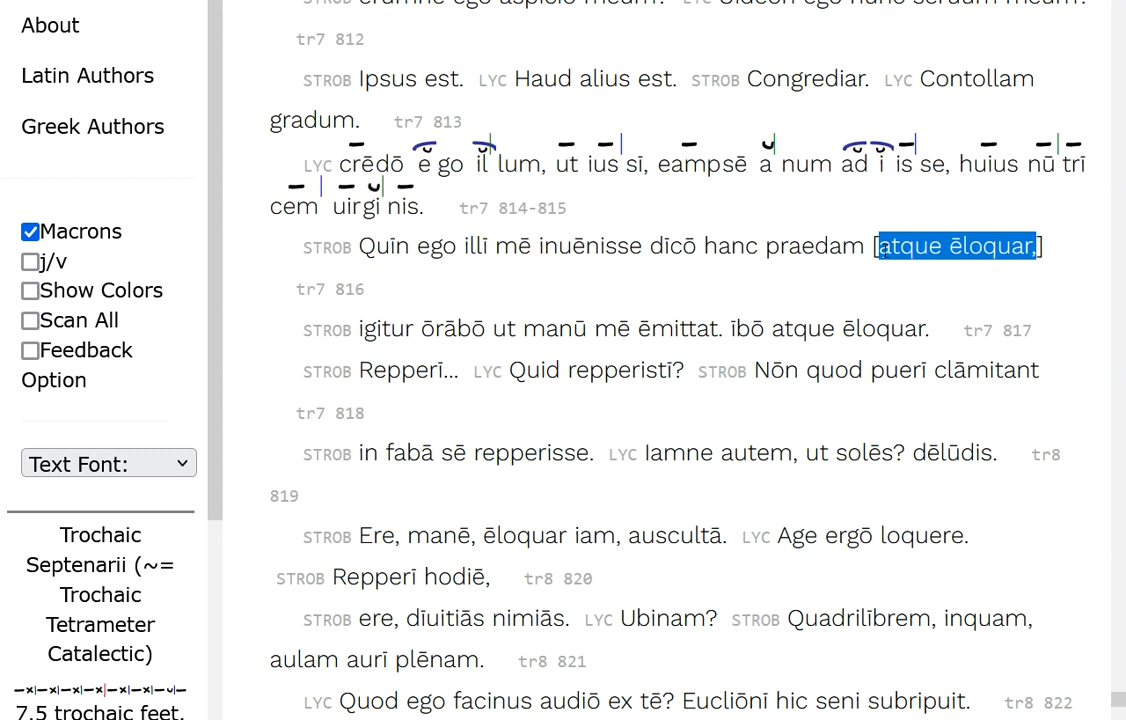 About
Latin Authors
Greek Authors
Macrons
j/v
Show Colors
Scan All
Feedback
Option
Text Font:
Trochaic
Septenarii (~=
Trochaic
Tetrameter
Catalectic)
7.5 trochaic feet.
tr7 812
STROB Ipsus est. LYC Haud alius est. STROB Congrediar. LYC Contollam
gradum. tr7 813
LYC crēdō e go il lum, ut ius sī, eampsē a num ad i is se, huius nū trī
cem uirgi nis. tr7 814-815
STROB Quīn ego illī mē inuēnisse dīcō hanc praedam [atque ēloquar,]
tr7 816
STROB igitur ōrābō ut manū mē ēmittat. ībō atque ēloquar. tr7 817
STROB Repperī... LYC Quid repperistī? STROB Nōn quod puerī clāmitant
tr7 818
STROB in fabā sē repperisse. LYC Iamne autem, ut solēs? dēlūdis. tr8
819
STROB Ere, manē, ēloquar iam, auscultā. LYC Age ergō loquere.
STROB Repperī hodiē, tr8 820
STROB ere, dīuitiās nimiās. LYC Ubinam? STROB Quadrilībrem, inquam,
aulam aurī plēnam. tr8 821
LYC Quod ego facinus audiō ex tē? Eucliōnī hic seni subripuit. tr8 822